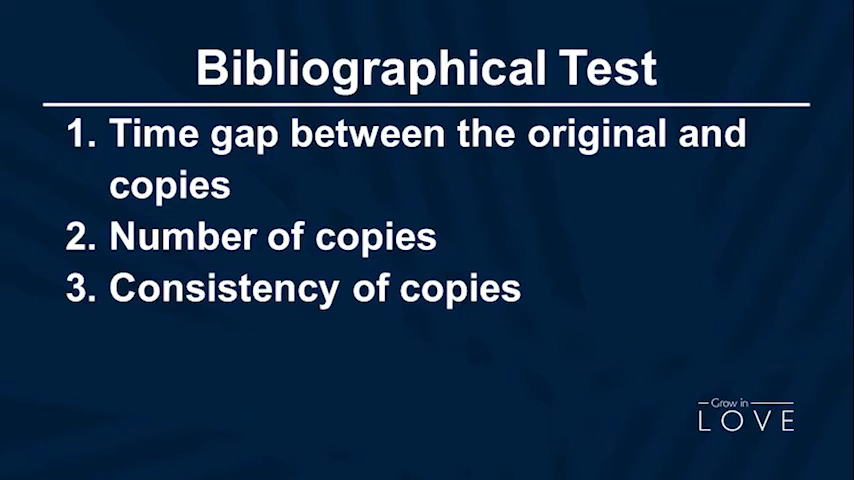 Bibliographical Test
1. Time gap between the original and
copies
2. Number of copies
3. Consistency of copies
Grow in
LOVE